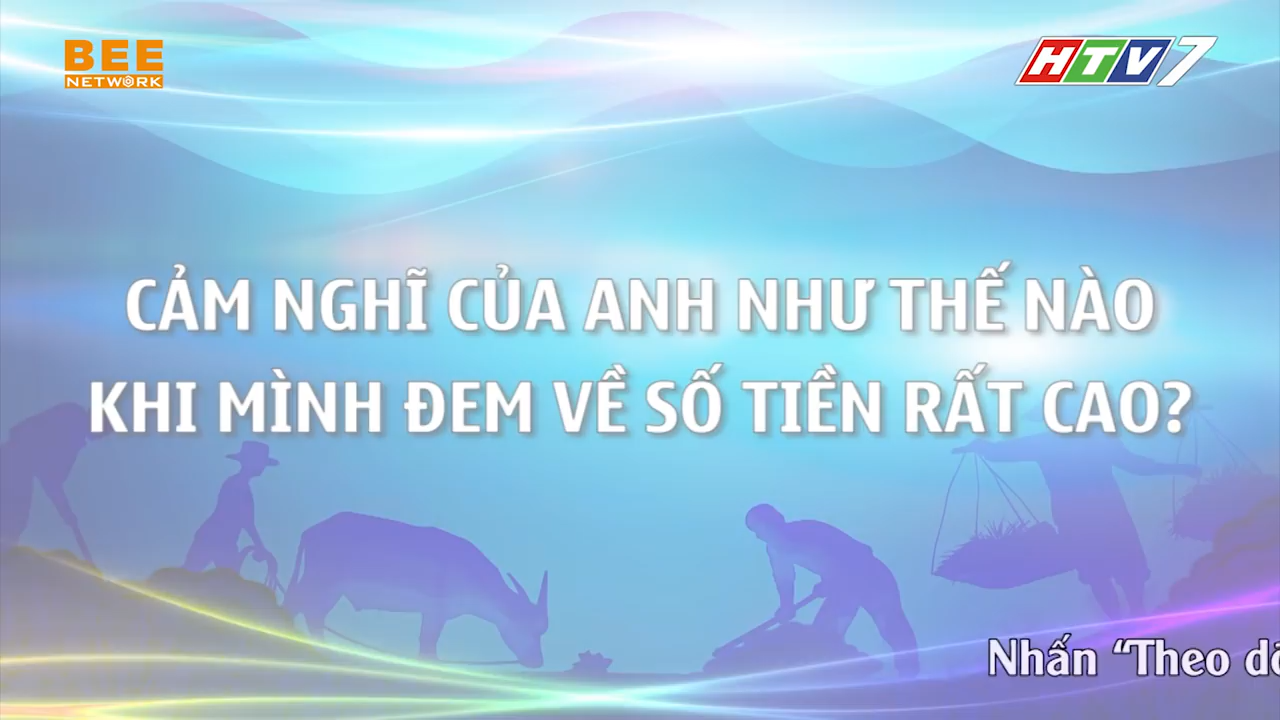 BEE
NETWORK
HTV7
CẢM NGHĨ CỦA ANH NHƯ THẾ NÀO
KHI MÌNH ĐEM VỀ SỐ TIỀN RẤT CAO?
Nhấn “Theo dõ